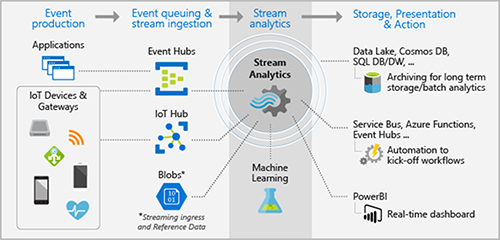 Event production
Event queuing & stream ingestion
Stream analytics
Storage, Presentation & Action
Applications
IoT Devices & Gateways
Event Hubs
IoT Hub
Blobs*
10
01
*Streaming ingress and Reference Data
Stream Analytics
Machine Learning
Data Lake, Cosmos DB,
SQL DB/DW, ...
Archiving for long term
storage/batch analytics
Service Bus, Azure Functions,
Event Hubs ...
Automation to
kick-off workflows
PowerBI
Real-time dashboard